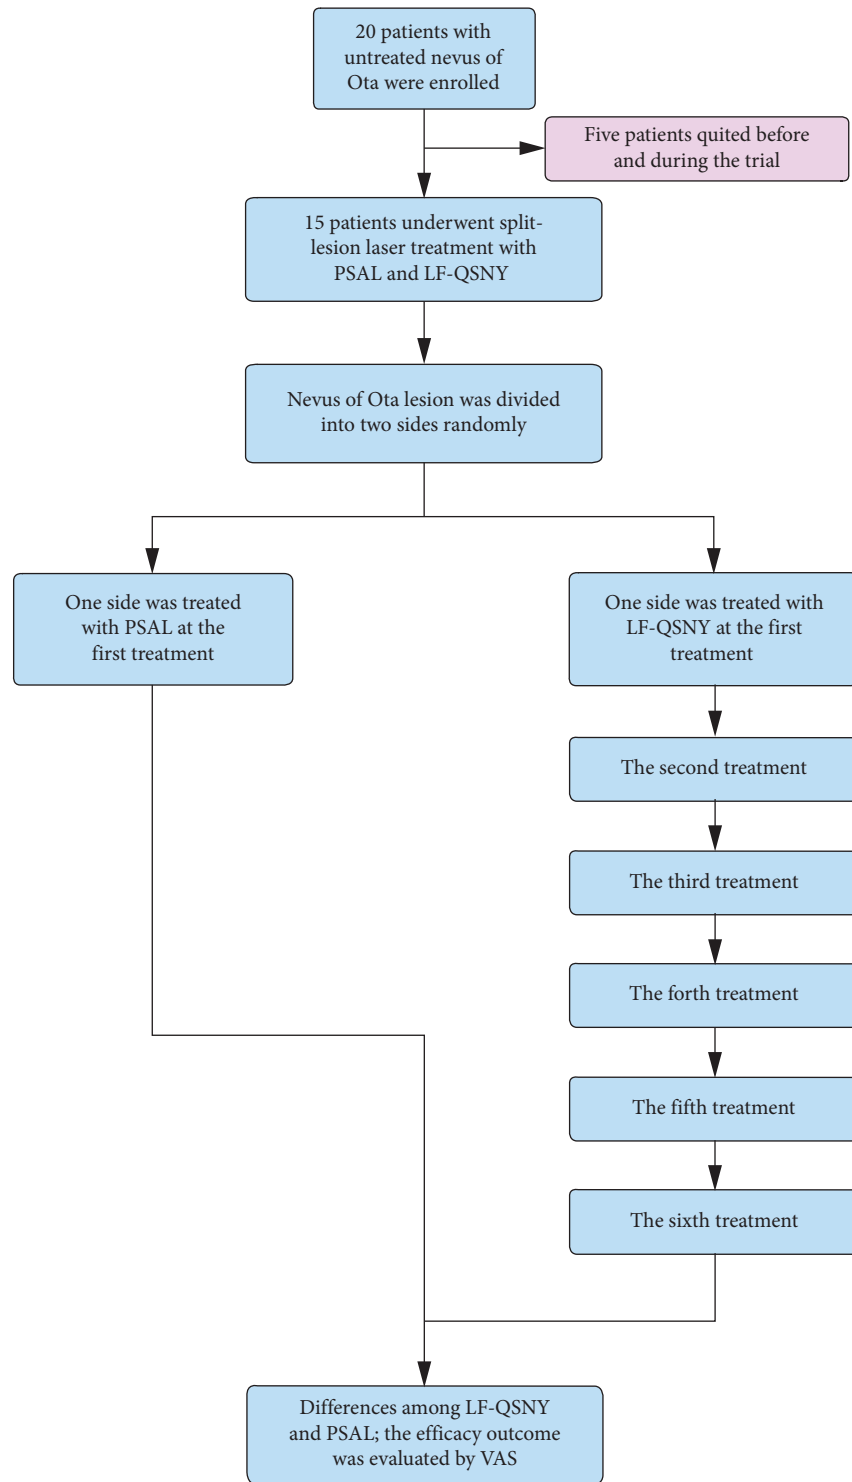 20 patients with
untreated nevus of
Ota were enrolled
Five patients quited before
and during the trial
15 patients underwent split-
lesion laser treatment with
PSAL and LF-QSNY
Nevus of Ota lesion was divided
into two sides randomly
One side was treated
with PSAL at the
first treatment
One side was treated with
LF-QSNY at the first
treatment
The second treatment
The third treatment
The forth treatment
The fifth treatment
The sixth treatment
Differences among LF-QSNY
and PSAL; the efficacy outcome
was evaluated by VAS